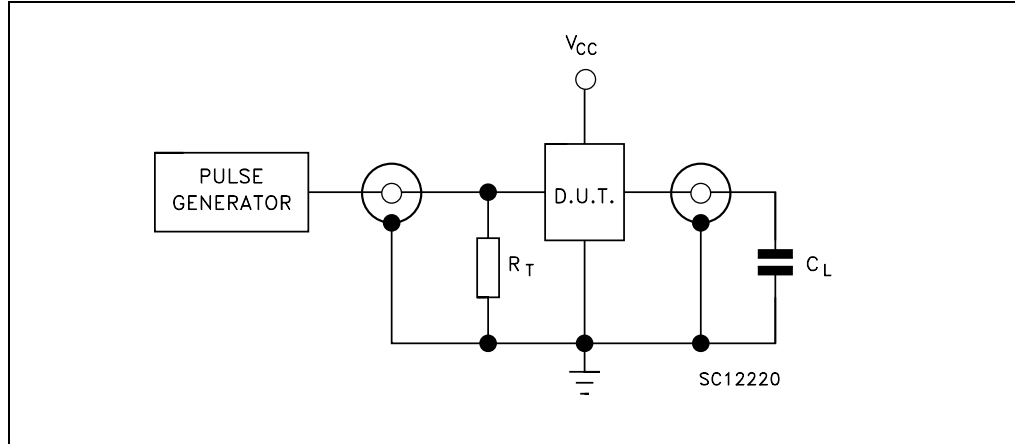 VCC
PULSE
GENERATOR
D.U.T.
RT
CL
SC12220